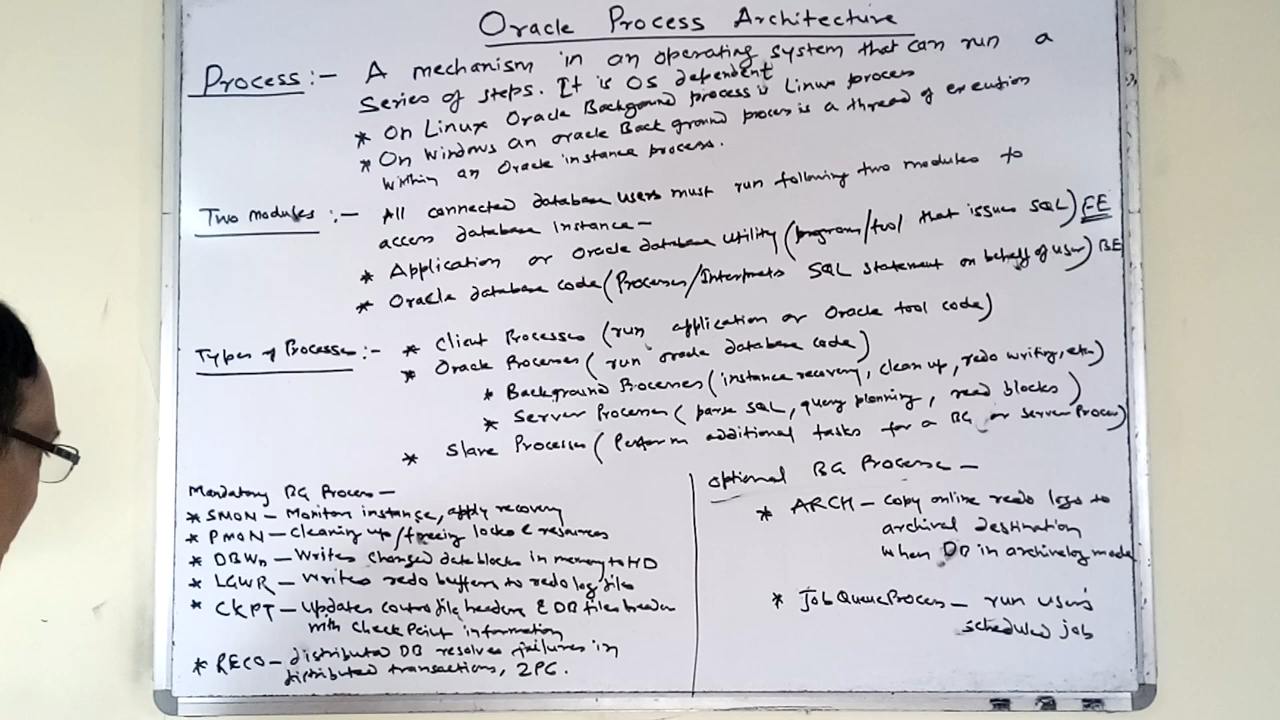 Oracle Process Architecture
Process:- A mechanism in an operating system that can run a
series of steps. It is OS dependent
* On Linux Oracle Background process is Linux process
* On Windows an oracle Back ground process is a thread of execution
within an Oracle instance process.
Two modules:- All connected database users must run following two modules to
access database Instance -
* Application or Oracle database utility (program/tool that issues SQL) FE
* Oracle database code (Processes/Interprets SQL statement on behalf of user) BE
Types of Processes:- * Client Processes (run application or Oracle tool code)
* Oracle Processes (run oracle database code)
* Background Processes (instance recovery, clean up, redo writing, etc.)
* Server Processes (parse SQL, query planning, read blocks)
* Slave Processes (Perform additional tasks for a BG or server Process)
Mandatory BG Process -
* SMON - Monitor instance, apply recovery
* PMON - Cleaning up/freeing locks & resources
* DBWn - Writes changed data blocks in memory to HD
* LGWR - Writes redo buffers to redo log files
* CKPT - Updates control file headers & DB files header
with Check Point information
* RECO - distributed DB resolves failures in
distributed transactions, 2PC.
Optional BG Process -
* ARCH - Copy online redo logs to
archival destination
when DB in archivelog mode
* Job Queue Process - run user's
scheduled job